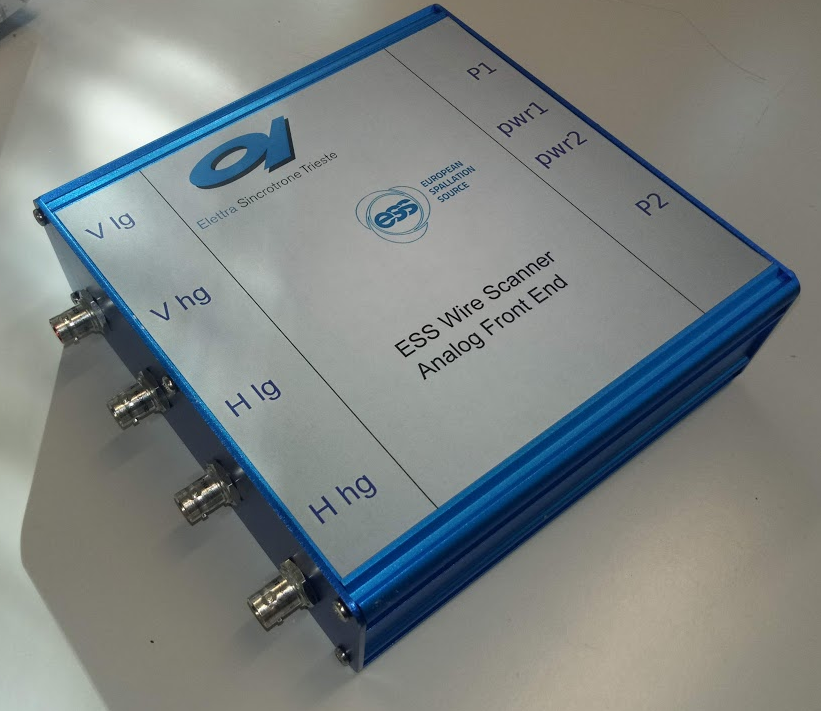 Elettra Sincrotrone Trieste
ess
EUROPEAN
SPALLATION
SOURCE
ESS Wire Scanner
Analog Front End
V lg
V hg
H lg
H hg
P1
pwr1
pwr2
P2